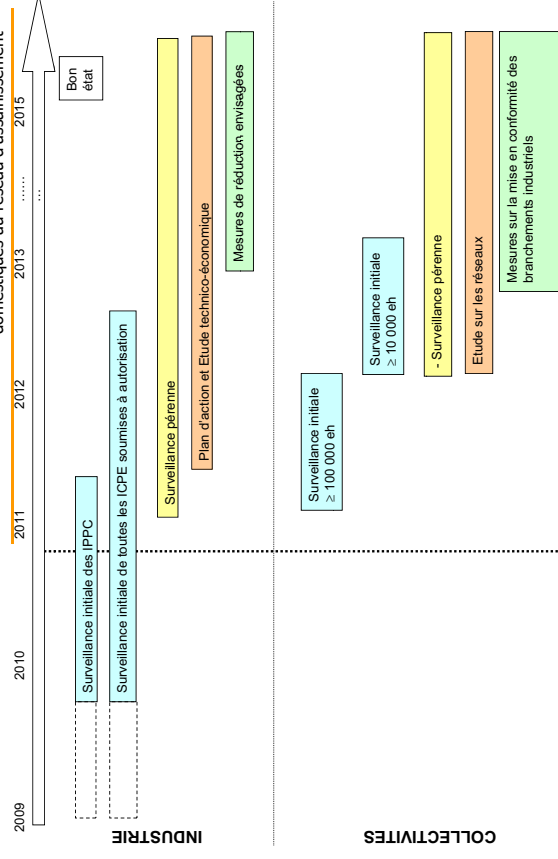 domestiques au réseau d'assainissement
2009
2010
2011
2012
2013
......
....
2015
Bon
état
INDUSTRIE
Surveillance initiale des IPPC
Surveillance initiale de toutes les ICPE soumises à autorisation
Surveillance pérenne
Plan d'action et Etude technico-économique
Mesures de réduction envisagées
COLLECTIVITES
Surveillance initiale
≥ 100 000 eh
Surveillance initiale
≥ 10 000 eh
- Surveillance pérenne
Etude sur les réseaux
Mesures sur la mise en conformité des
branchements industriels